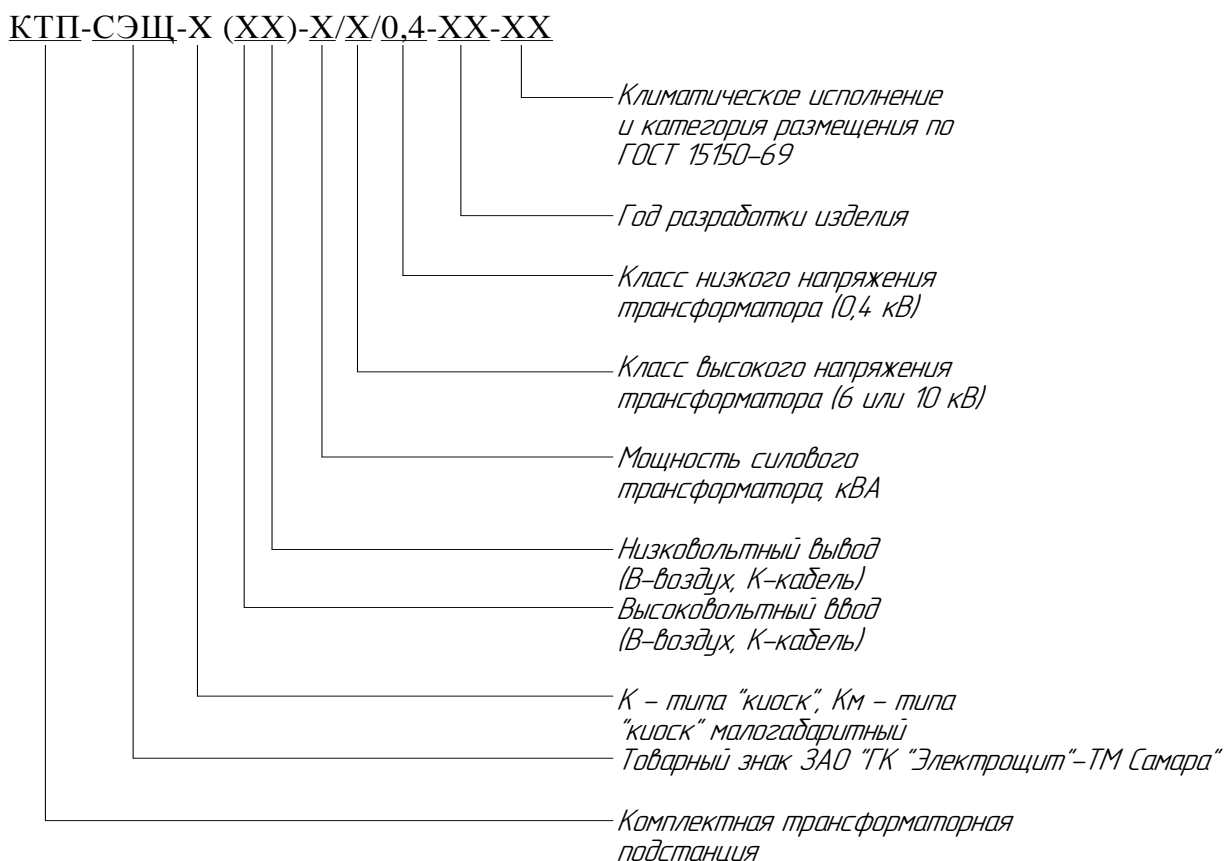 КТП-СЭЩ-Х (ХХ)-Х/Х/0,4-ХХ-ХХ
Климатическое исполнение
и категория размещения по
ГОСТ 15150-69
Год разработки изделия
Класс низкого напряжения
трансформатора (0,4 кВ)
Класс высокого напряжения
трансформатора (6 или 10 кВ)
Мощность силового
трансформатора, кВА
Низковольтный вывод
(В-воздух, К-кабель)
Высоковольтный ввод
(В-воздух, К-кабель)
К - типа "киоск", Км - типа
"киоск" малогабаритный
Товарный знак ЗАО "ГК "Электрощит"-ТМ Самара"
Комплектная трансформаторная
подстанция